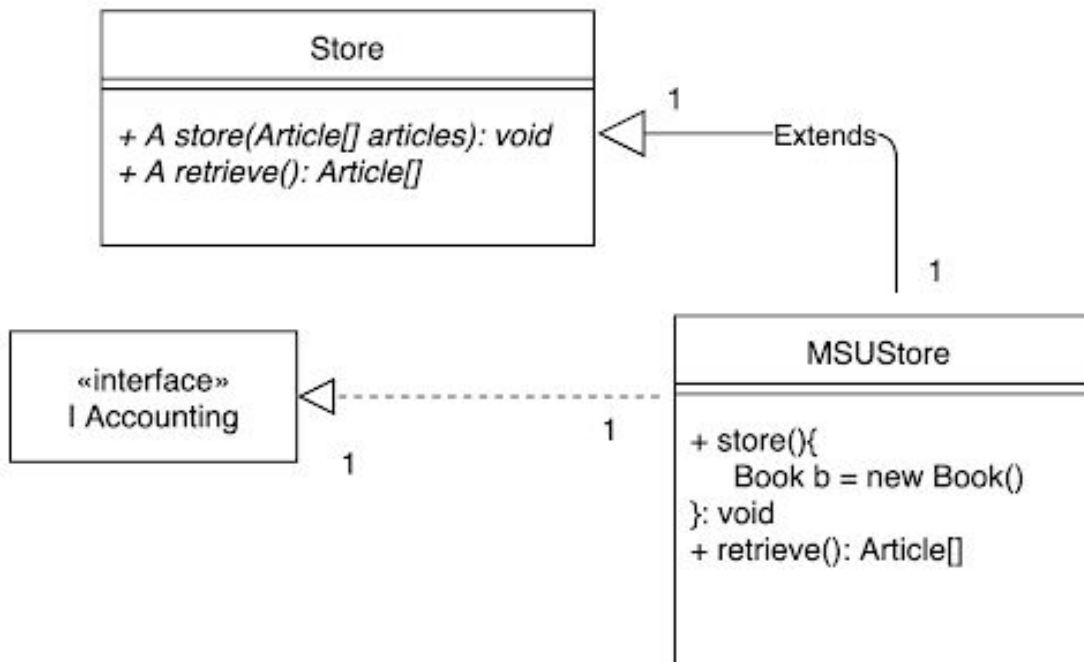 Store
+ A store(Article[] articles): void
+ A retrieve(): Article[]
1
Extends
1
«interface»
I Accounting
1
1
MSUStore
+ store(){
Book b = new Book()
}: void
+ retrieve(): Article[]